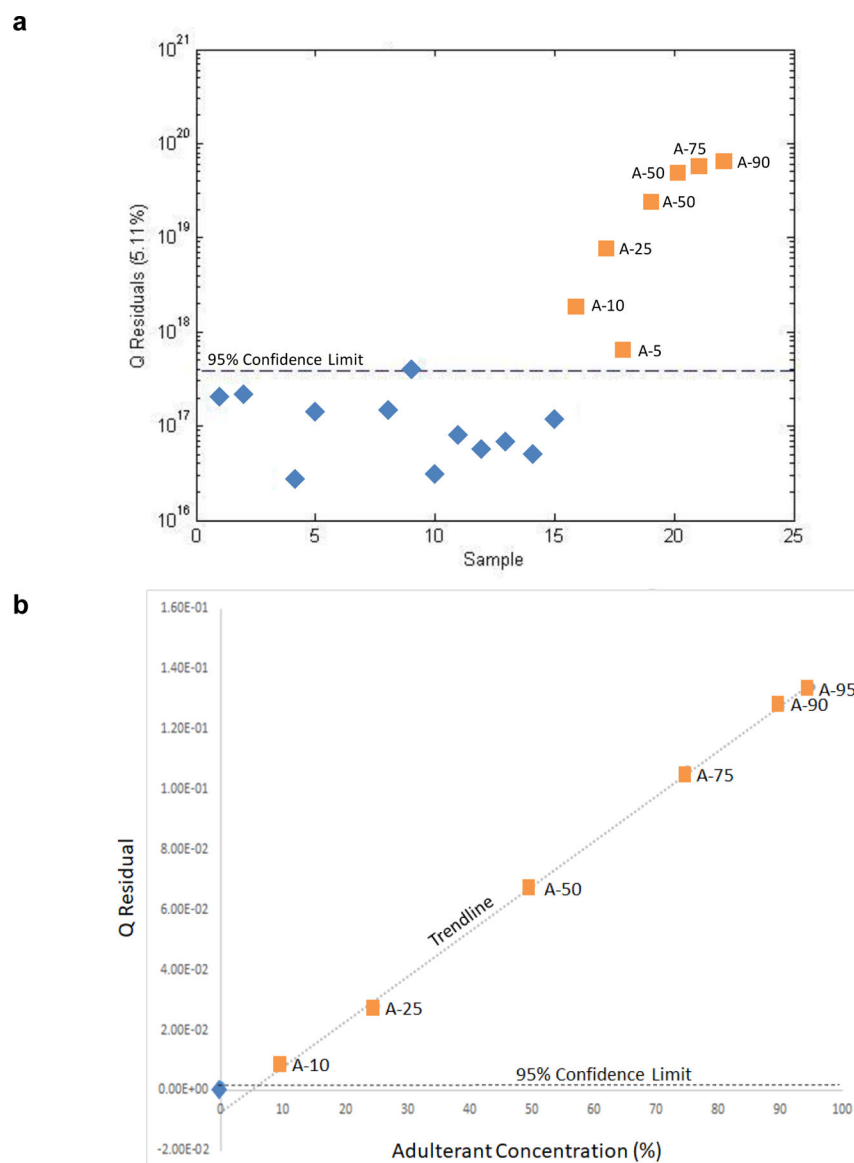 a
10^21
10^20
10^19
10^18
10^17
10^16
Q Residuals (5.11%)
A-75
A-50
A-90
A-50
A-25
A-10
A-5
95% Confidence Limit
0
5
10
15
20
25
Sample
b
1.60E-01
1.40E-01
1.20E-01
1.00E-01
8.00E-02
6.00E-02
4.00E-02
2.00E-02
0.00E+00
-2.00E-02
Q Residual
A-95
A-90
A-75
A-50
Trendline
A-25
A-10
95% Confidence Limit
0
10
20
30
40
50
60
70
80
90
100
Adulterant Concentration (%)